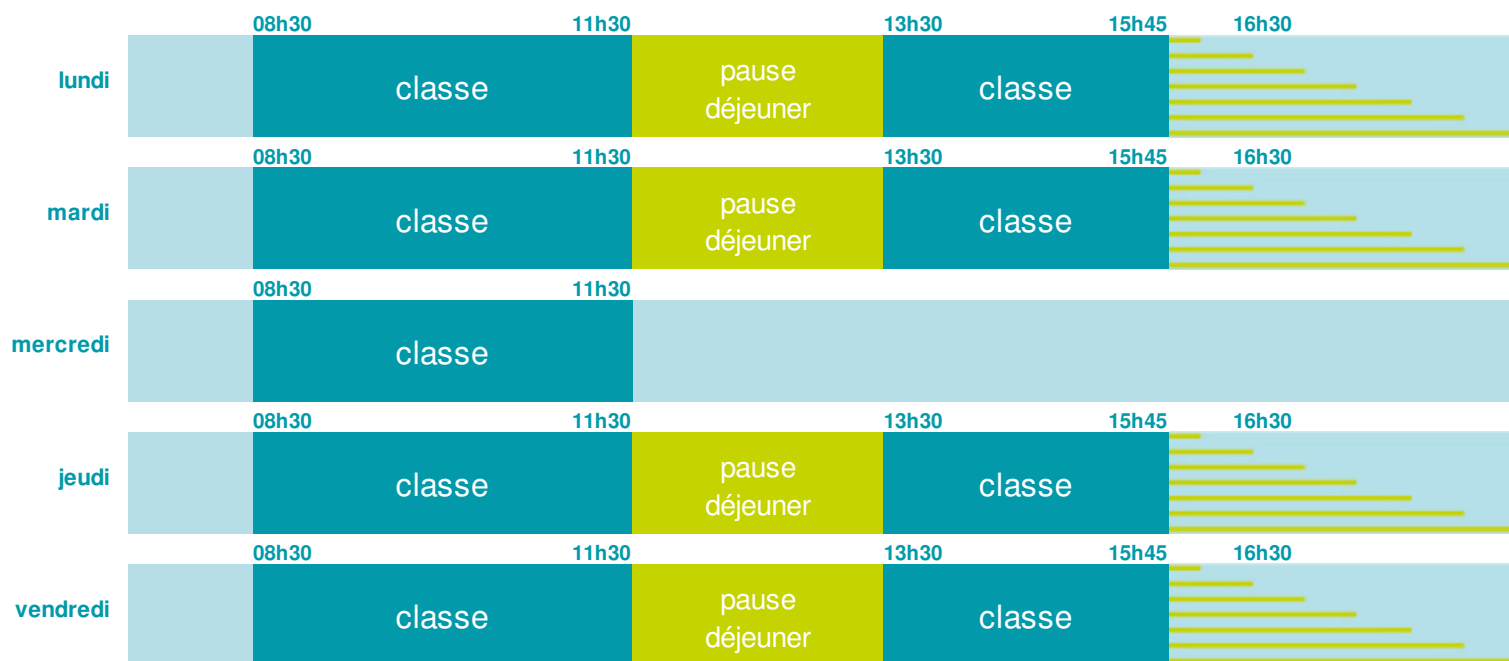 08h30 11h30 13h30 15h45 16h30
lundi classe pause déjeuner classe
08h30 11h30 13h30 15h45 16h30
mardi classe pause déjeuner classe
08h30 11h30
mercredi classe
08h30 11h30 13h30 15h45 16h30
jeudi classe pause déjeuner classe
08h30 11h30 13h30 15h45 16h30
vendredi classe pause déjeuner classe